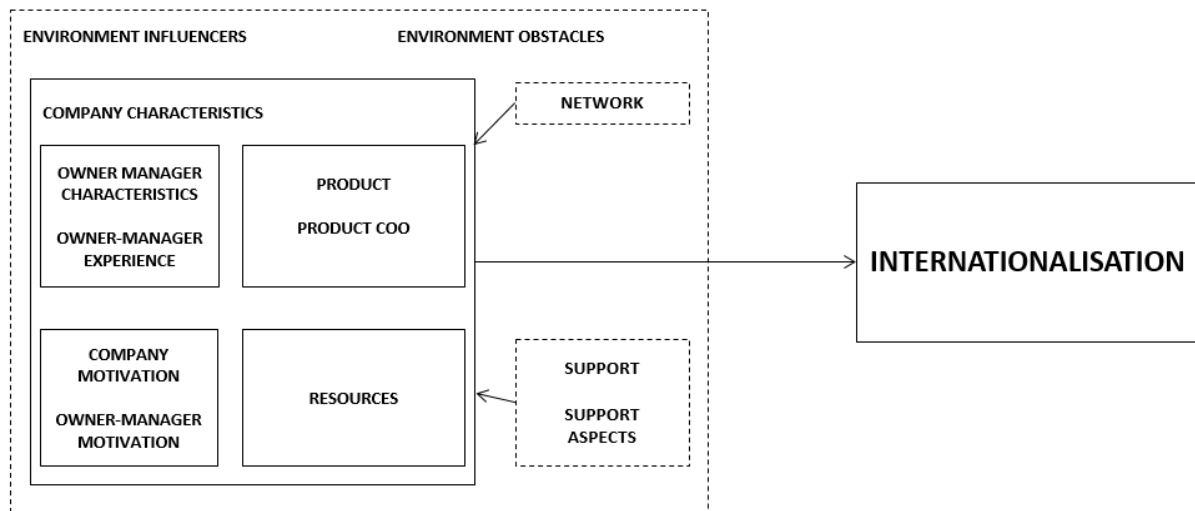 ENVIRONMENT INFLUENCERS
ENVIRONMENT OBSTACLES
COMPANY CHARACTERISTICS
NETWORK
OWNER MANAGER
CHARACTERISTICS
OWNER-MANAGER
EXPERIENCE
PRODUCT
PRODUCT COO
INTERNATIONALISATION
COMPANY
MOTIVATION
OWNER-MANAGER
MOTIVATION
RESOURCES
SUPPORT
SUPPORT
ASPECTS